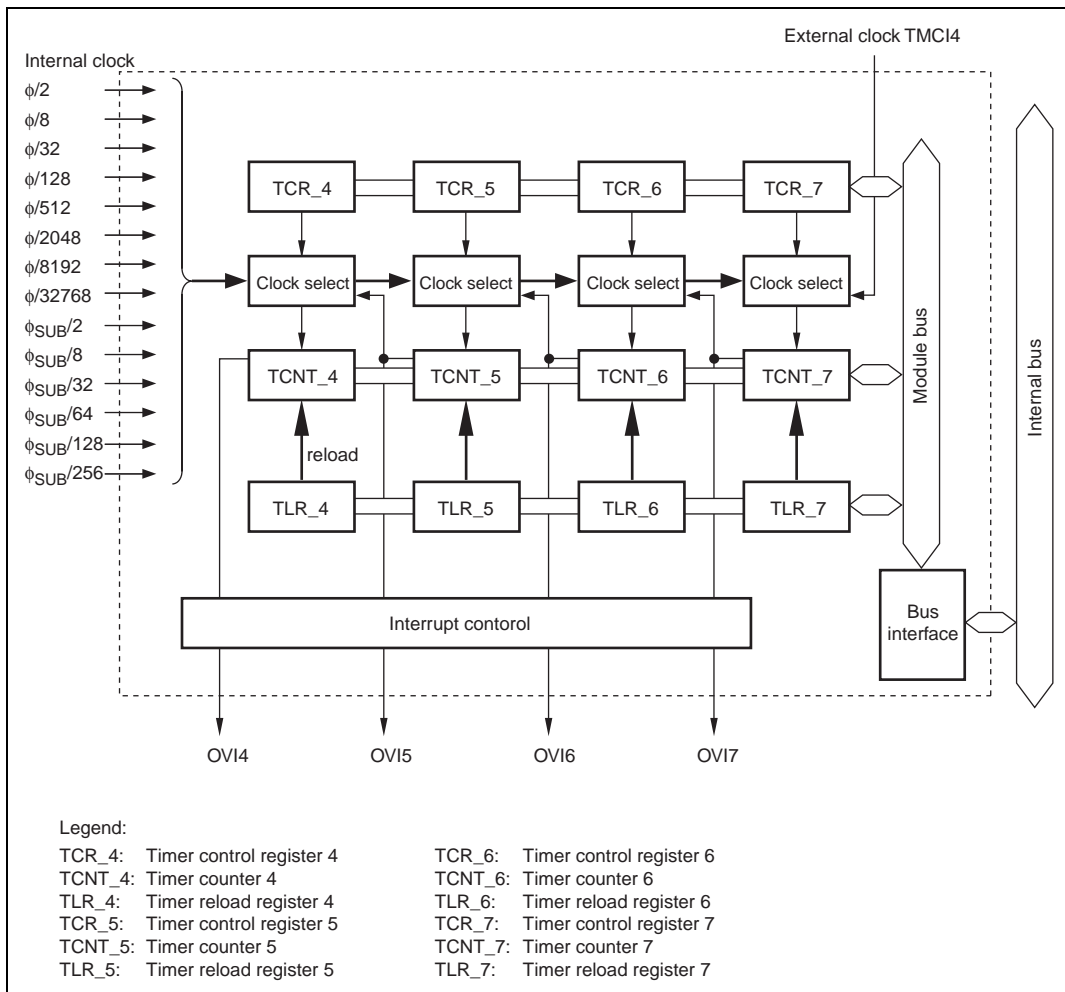 External clock TMCI4
Internal clock
ϕ/2
ϕ/8
ϕ/32
ϕ/128
ϕ/512
ϕ/2048
ϕ/8192
ϕ/32768
ϕSUB/2
ϕSUB/8
ϕSUB/32
ϕSUB/64
ϕSUB/128
ϕSUB/256
TCR_4 TCR_5 TCR_6 TCR_7
Clock select Clock select Clock select Clock select
TCNT_4 TCNT_5 TCNT_6 TCNT_7
reload
TLR_4 TLR_5 TLR_6 TLR_7
Module bus
Internal bus
Interrupt contorol
Bus
interface
OVI4 OVI5 OVI6 OVI7
Legend:
TCR_4: Timer control register 4
TCNT_4: Timer counter 4
TLR_4: Timer reload register 4
TCR_5: Timer control register 5
TCNT_5: Timer counter 5
TLR_5: Timer reload register 5
TCR_6: Timer control register 6
TCNT_6: Timer counter 6
TLR_6: Timer reload register 6
TCR_7: Timer control register 7
TCNT_7: Timer counter 7
TLR_7: Timer reload register 7